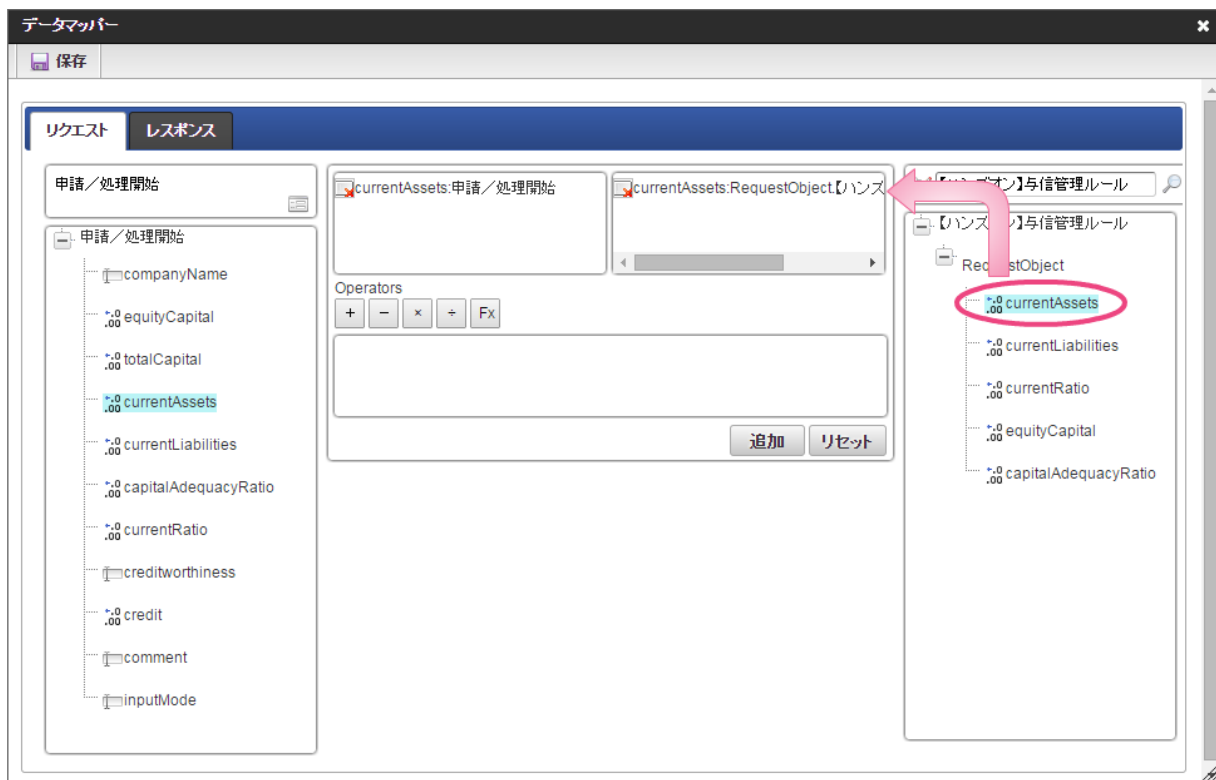 データマッパー
保存
リクエスト レスポンス
申請／処理開始
申請／処理開始
companyName
equityCapital
totalCapital
currentAssets
currentLiabilities
capitalAdequacyRatio
currentRatio
creditworthiness
credit
comment
inputMode
currentAssets:申請／処理開始
currentAssets:RequestObject.【ハンズ
Operators
+ − × ÷ Fx
追加 リセット
】与信管理ルール
【ハンズ 】与信管理ルール
RequestObject
currentAssets
currentLiabilities
currentRatio
equityCapital
capitalAdequacyRatio